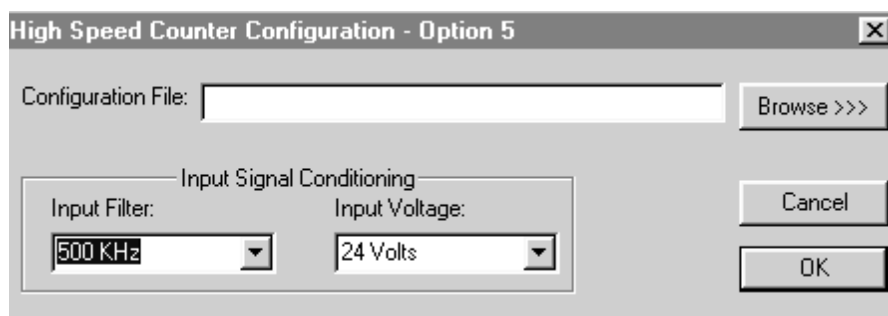 High Speed Counter Configuration - Option 5
Configuration File:
Browse >>>
Input Signal Conditioning
Input Filter: Input Voltage:
500 KHz 24 Volts
Cancel
OK